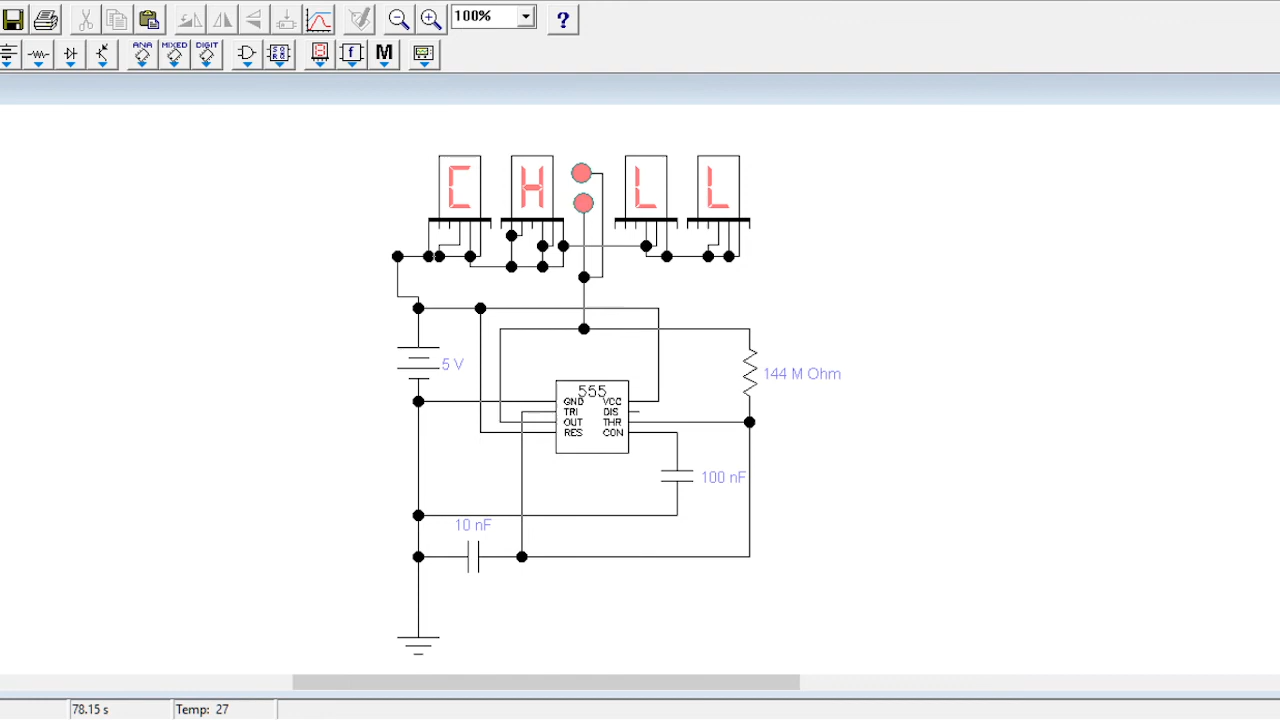 100%
?
ANA MIXED DIGIT
M
C H : L L
5 V
144 M Ohm
555
GND VCC
TRI DIS
OUT THR
RES CON
100 nF
10 nF
78.15 s Temp: 27